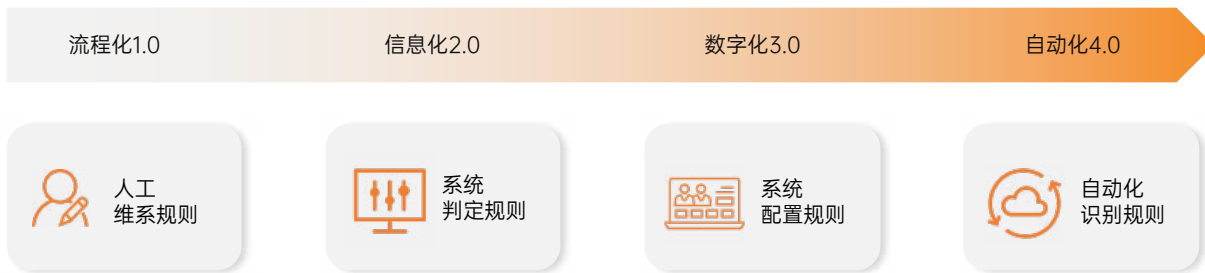 流程化1.0
信息化2.0
数字化3.0
自动化4.0
人工
维系规则
系统
判定规则
系统
配置规则
自动化
识别规则